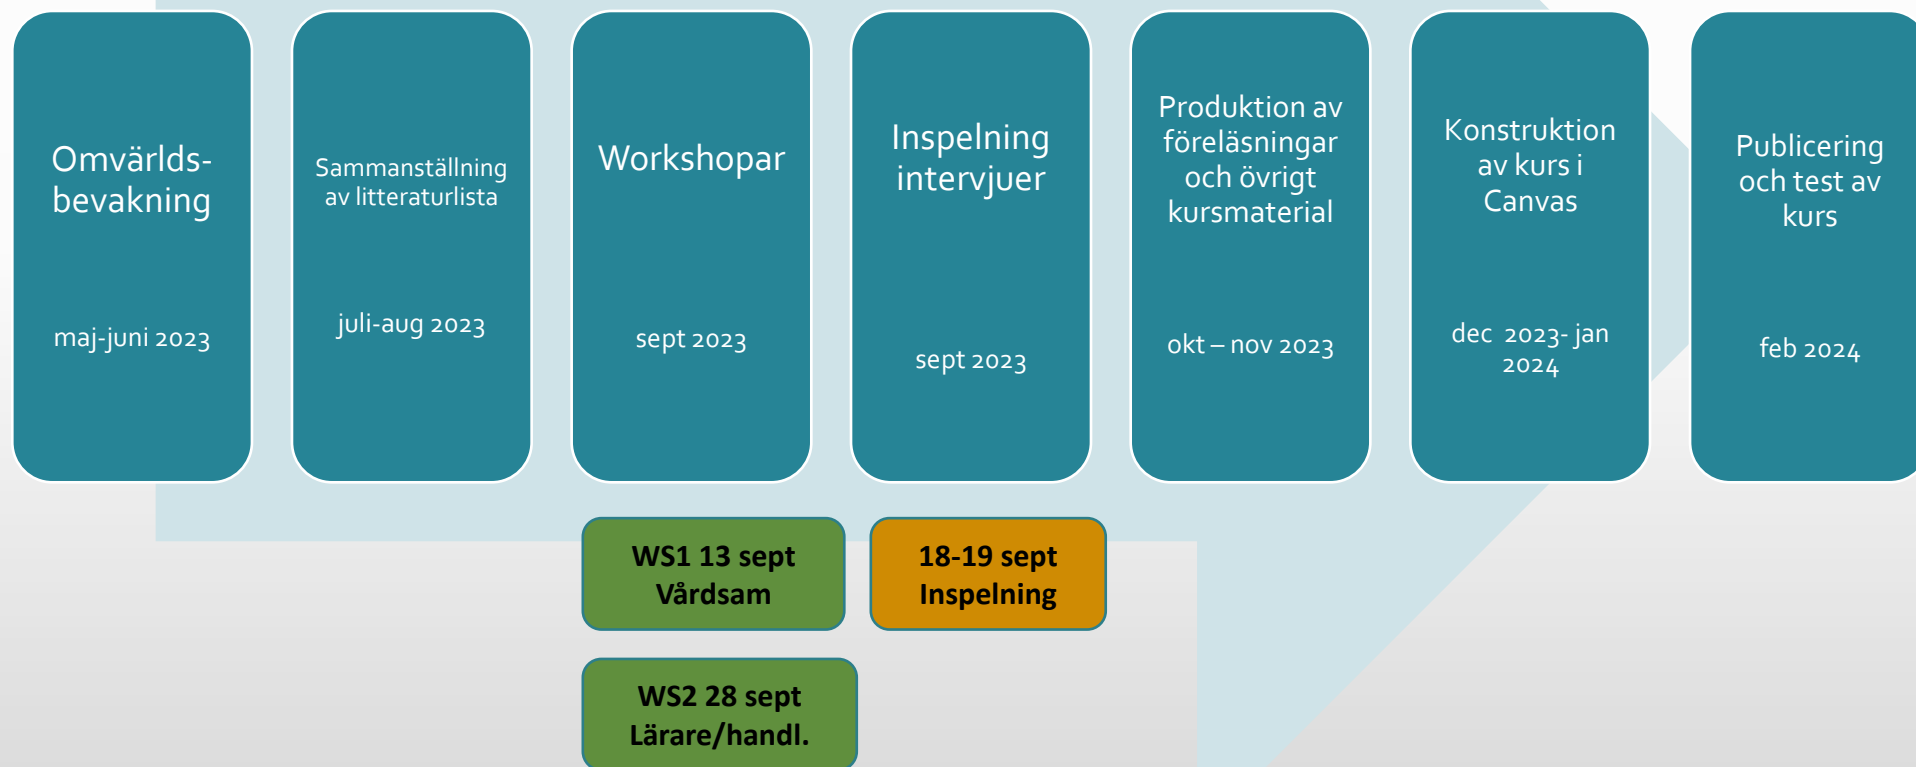 Omvärlds-
bevakning
maj-juni 2023
Sammanställning
av litteraturlista
juli-aug 2023
Workshopar
sept 2023
Inspelning
intervjuer
sept 2023
Produktion av
föreläsningar
och övrigt
kursmaterial
okt – nov 2023
Konstruktion
av kurs i
Canvas
dec  2023- jan
2024
Publicering
och test av
kurs
feb 2024
WS1 13 sept
Vårdsam
18-19 sept
Inspelning
WS2 28 sept
Lärare/handl.